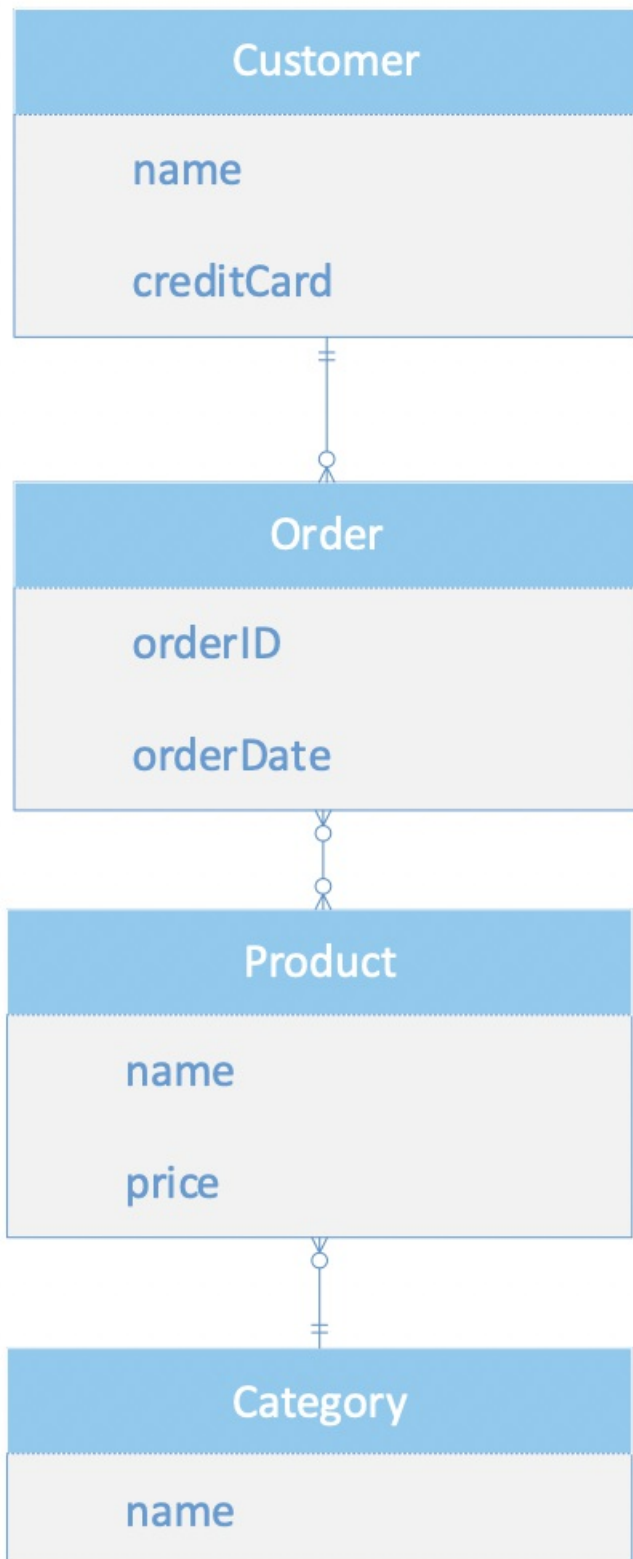 Customer
name
creditCard
Order
orderID
orderDate
Product
name
price
Category
name